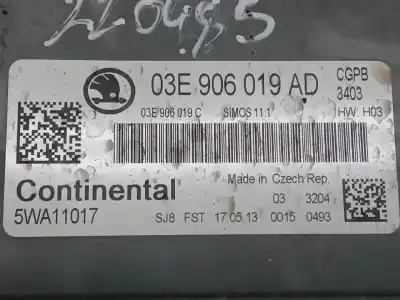 220495
03E 906 019 AD
CGPB
3403
03E 906 019 C SIMOS 11.1
HW: H03
Continental
Made in Czech Rep.
03 3204
5WA11017
SJ8 FST 17.05.13 0015 0493